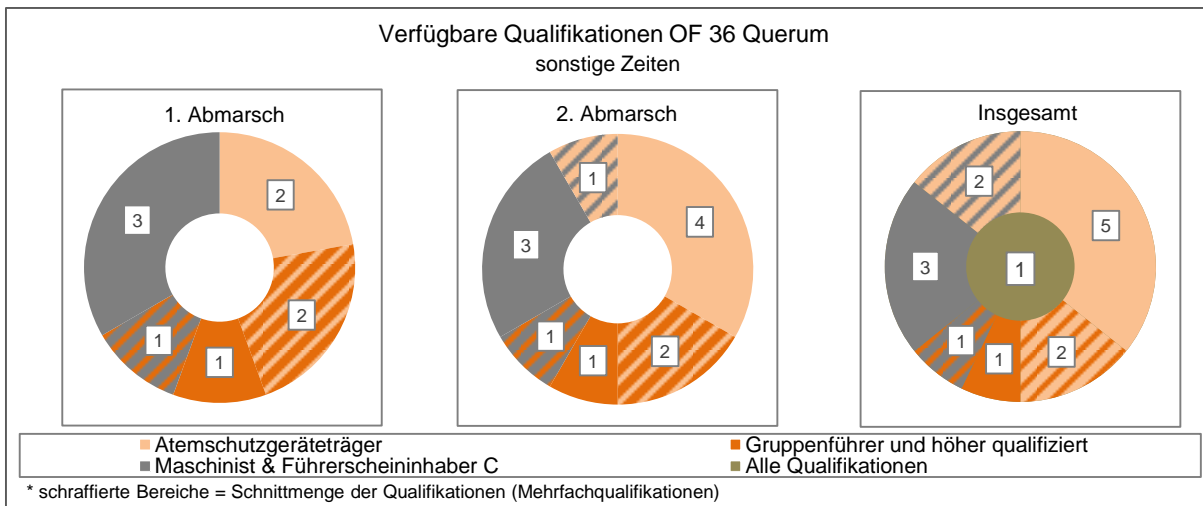 Verfügbare Qualifikationen OF 36 Querum
sonstige Zeiten
1. Abmarsch
2
2
1
1
3
2. Abmarsch
1
4
2
1
1
3
Insgesamt
2
5
2
1
1
3
1
Atemschutzgeräteträger
Gruppenführer und höher qualifiziert
Maschinist & Führerscheininhaber C
Alle Qualifikationen
* schraffierte Bereiche = Schnittmenge der Qualifikationen (Mehrfachqualifikationen)